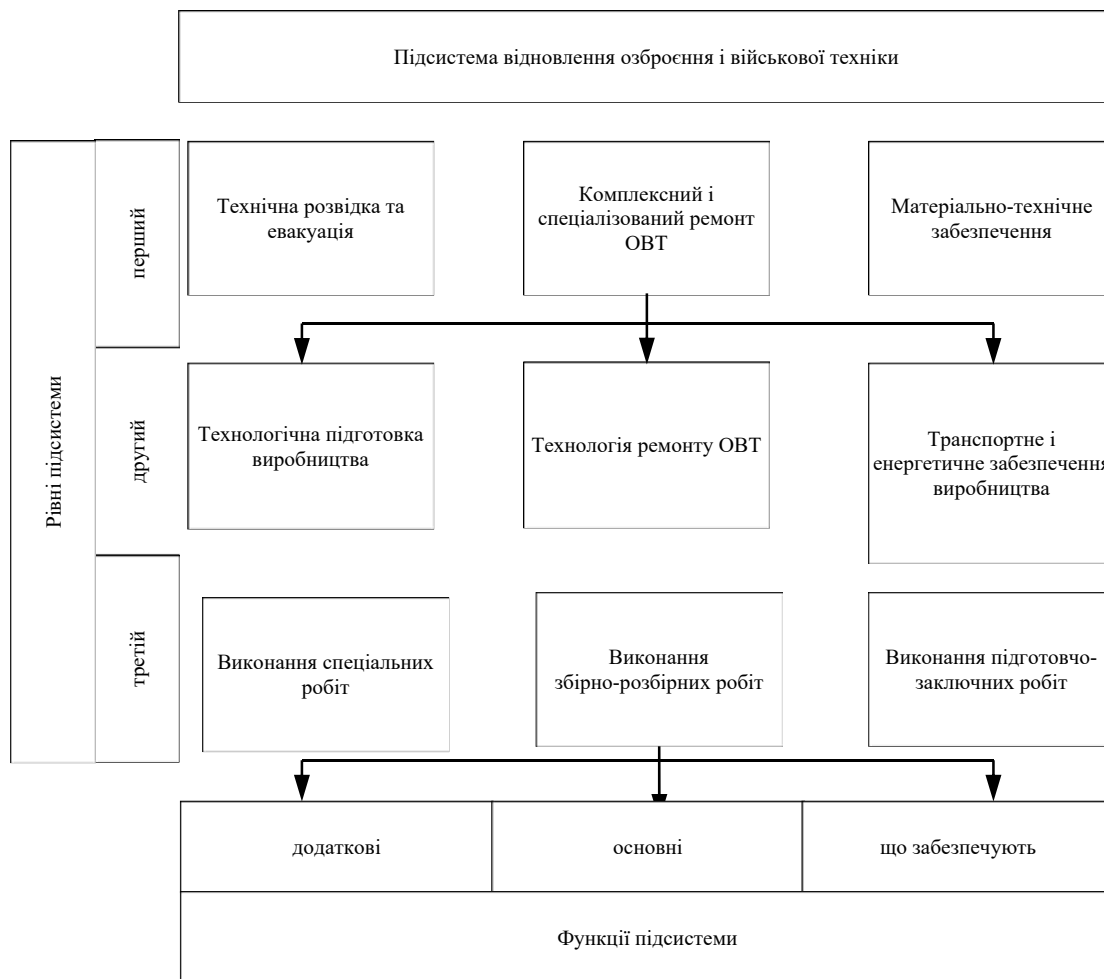 Підсистема відновлення озброєння і військової техніки
Рівні підсистеми
перший
Технічна розвідка та
евакуація
Комплексний і
спеціалізований ремонт
ОВТ
Матеріально-технічне
забезпечення
другий
Технологічна підготовка
виробництва
Технологія ремонту ОВТ
Транспортне і
енергетичне забезпечення
виробництва
третій
Виконання спеціальних
робіт
Виконання
збірно-розбірних робіт
Виконання підготовчо-
заключних робіт
додаткові
основні
що забезпечують
Функції підсистеми